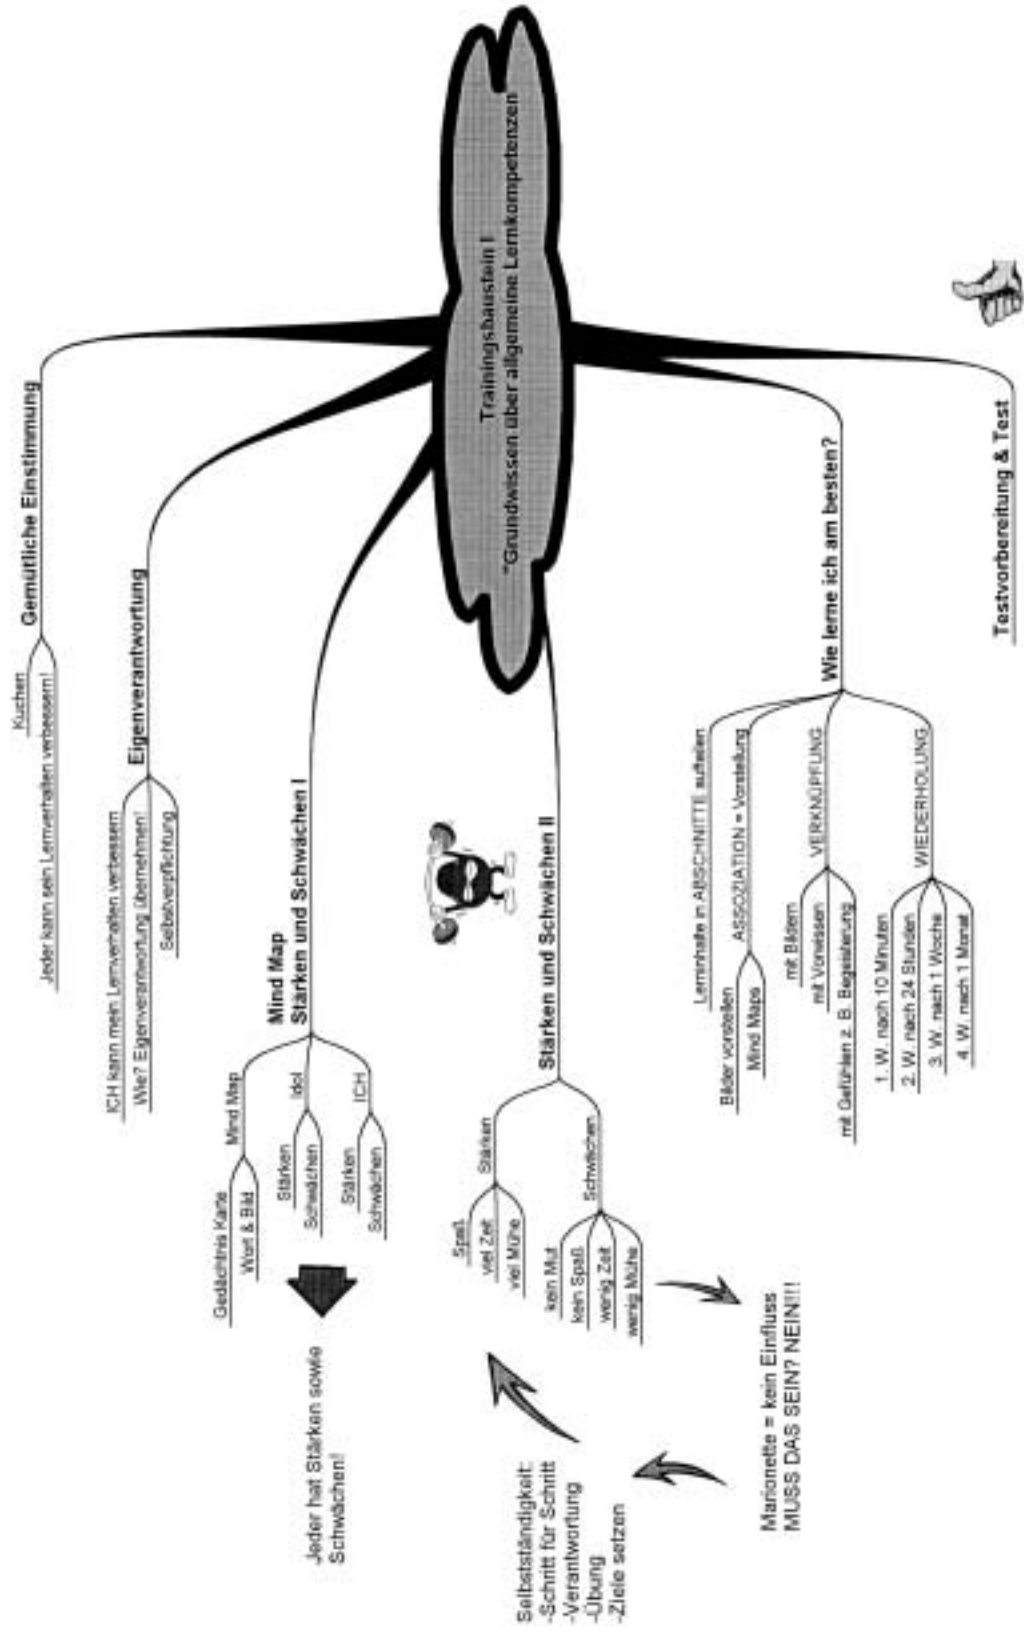 Trainingsbaustein I
"Grundwissen über allgemeine Lernkompetenzen"
Gemütliche Einstimmung
Kuchen
Jeder kann sein Lernverhalten verbessern!
Eigenverantwortung
ICH kann mein Lernverhalten verbessern
Wie? Eigenverantwortung übernehmen!
Selbstverpflichtung
Mind Map
Stärken und Schwächen I
Mind Map
Gedächtnis Karte
Wort & Bild
Idol
Stärken
Schwächen
ICH
Stärken
Schwächen
Jeder hat Stärken sowie
Schwächen!
Stärken und Schwächen II
Stärken
Spaß
viel Zeit
viel Mühe
Schwächen
kein Mut
kein Spaß
wenig Zeit
wenig Mühe
Marionette = kein Einfluss
MUSS DAS SEIN? NEIN!!!
Selbstständigkeit:
-Schritt für Schritt
-Verantwortung
-Übung
-Ziele setzen
Wie lerne ich am besten?
Lerninhalte in ABSCHNITTE aufteilen
ASSOZIATION = Vorstellung
Bilder vorstellen
Mind Maps
VERKNÜPFUNG
mit Bildern
mit Vorwissen
mit Gefühlen z. B. Begeisterung
WIEDERHOLUNG
1. W. nach 10 Minuten
2. W. nach 24 Stunden
3. W. nach 1 Woche
4. W. nach 1 Monat
Testvorbereitung & Test